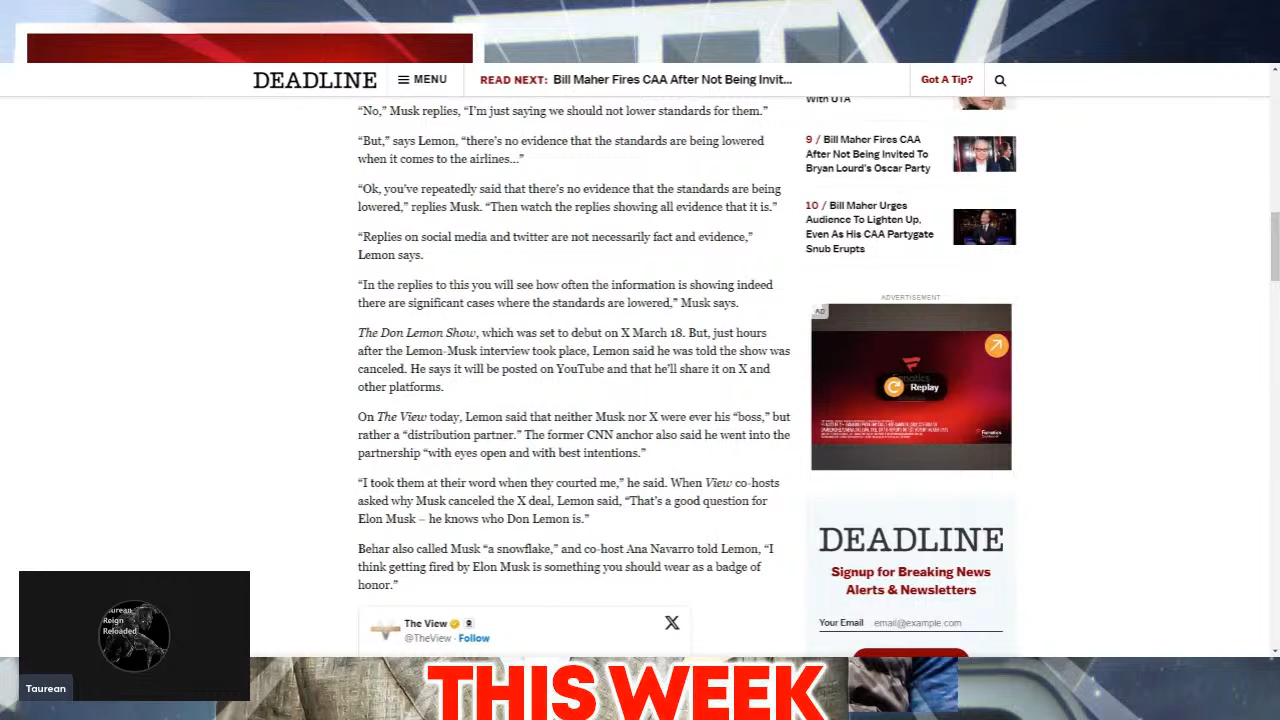 DEADLINE
MENU
READ NEXT: Bill Maher Fires CAA After Not Being Invit...
Got A Tip?
“No,” Musk replies, “I’m just saying we should not lower standards for them.”
“But,” says Lemon, “there’s no evidence that the standards are being lowered
when it comes to the airlines…”
“Ok, you’ve repeatedly said that there’s no evidence that the standards are being
lowered,” replies Musk. “Then watch the replies showing all evidence that it is.”
“Replies on social media and twitter are not necessarily fact and evidence,”
Lemon says.
“In the replies to this you will see how often the information is showing indeed
there are significant cases where the standards are lowered,” Musk says.
The Don Lemon Show, which was set to debut on X March 18. But, just hours
after the Lemon-Musk interview took place, Lemon said he was told the show was
canceled. He says it will be posted on YouTube and that he’ll share it on X and
other platforms.
On The View today, Lemon said that neither Musk nor X were ever his “boss,” but
rather a “distribution partner.” The former CNN anchor also said he went into the
partnership “with eyes open and with best intentions.”
“I took them at their word when they courted me,” he said. When View co-hosts
asked why Musk canceled the X deal, Lemon said, “That’s a good question for
Elon Musk – he knows who Don Lemon is.”
Behar also called Musk “a snowflake,” and co-host Ana Navarro told Lemon, “I
think getting fired by Elon Musk is something you should wear as a badge of
honor.”
The View
@TheView · Follow
With UTA
9 / Bill Maher Fires CAA
After Not Being Invited To
Bryan Lourd’s Oscar Party
10 / Bill Maher Urges
Audience To Lighten Up,
Even As His CAA Partygate
Snub Erupts
ADVERTISEMENT
AD
Fanatics
Replay
Fanatics
DEADLINE
Signup for Breaking News
Alerts & Newsletters
Your Email email@example.com
Reign
Reloaded
Taurean
THIS WEEK